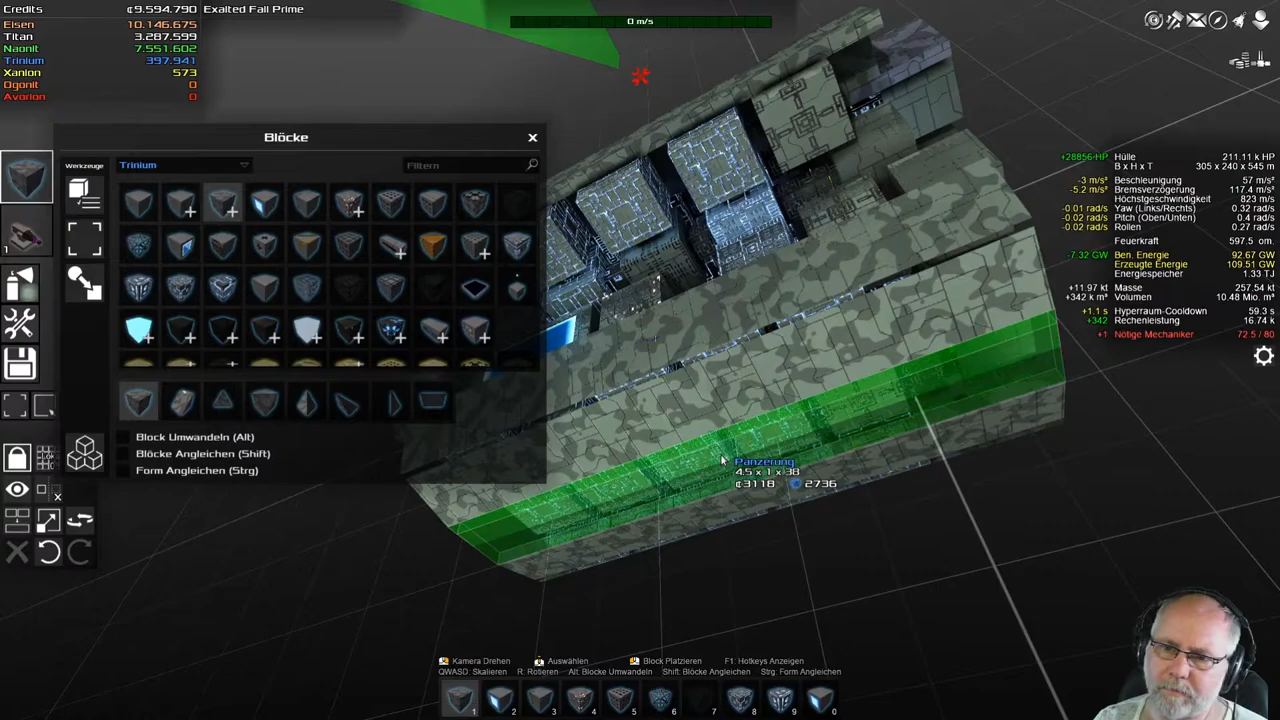 Credits ¢9.594.790 Exalted Fall Prime
Eisen 10.146.675
Titan 3.287.599
Naonit 7.551.602
Trinium 397.941
Xanion 573
Ogonit 0
Avorion 0
0 m/s
Blöcke
Werkzeuge
Trinium
Filtern
1
Block Umwandeln (Alt)
Blöcke Angleichen (Shift)
Form Angleichen (Strg)
Panzerung
4.5 x 1 x 38
¢3118 2736
+28856 HP Hülle 211.11 k HP
B x H x T 305 x 240 x 545 m
-3 m/s² Beschleunigung 57 m/s²
-5.2 m/s² Bremsverzögerung 117.4 m/s²
Höchstgeschwindigkeit 823 m/s
-0.01 rad/s Yaw (Links/Rechts) 0.32 rad/s
-0.02 rad/s Pitch (Oben/Unten) 0.4 rad/s
-0.02 rad/s Rollen 0.27 rad/s
Feuerkraft 597.5 om.
-7.32 GW Ben. Energie 92.67 GW
Erzeugte Energie 109.51 GW
Energiespeicher 1.33 TJ
+11.97 kt Masse 257.54 kt
+342 k m³ Volumen 10.48 Mio. m³
+1.1 s Hyperraum-Cooldown 59.3 s
+342 Rechenleistung 16.74 K
+1 Nötige Mechaniker 72.5 / 80
Kamera Drehen Auswählen Block Platzieren F1: Hotkeys Anzeigen
QWASD: Skalieren R: Rotieren Alt: Blöcke Umwandeln Shift: Blöcke Angleichen Strg: Form Angleichen
1 2 3 4 5 6 7 8 9 0